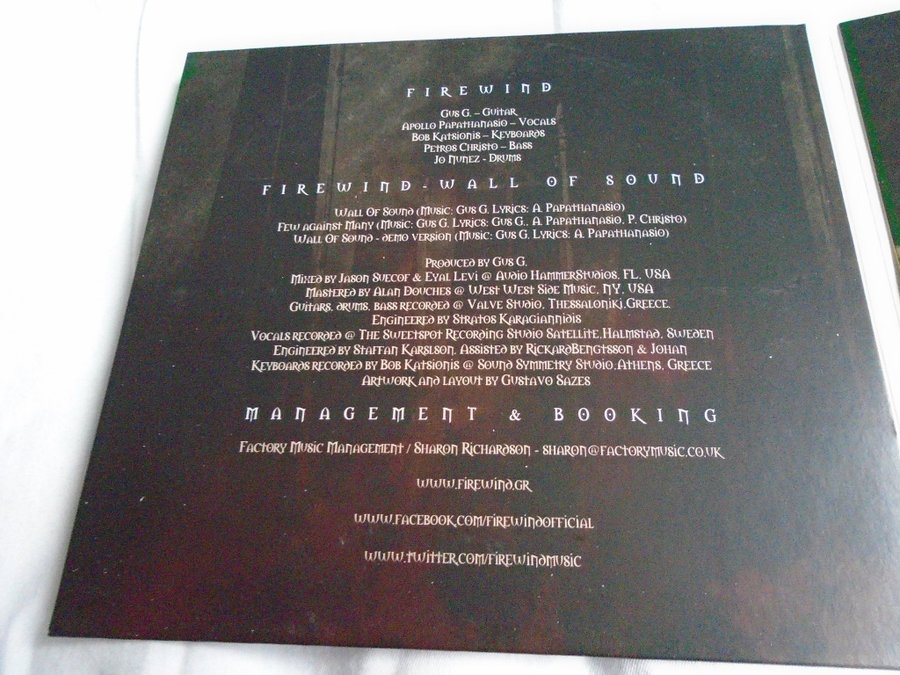 FIREWIND
Gus G. – Guitar
Apollo Papathanasio – Vocals
Bob Katsionis – Keyboards
Petros Christo – Bass
Jo Nunez - Drums
FIREWIND - WALL OF SOUND
Wall Of Sound (Music: Gus G. Lyrics: A. Papathanasio)
Few against Many (Music: Gus G. Lyrics: Gus G., A. Papathanasio, P. Christo)
Wall Of Sound - demo version (Music: Gus G. Lyrics: A. Papathanasio)
Produced by Gus G.
Mixed by Jason Suecof & Eyal Levi @ Audio HammerStudios, FL, USA
Mastered by Alan Douches @ West West Side Music, NY, USA
Guitars, drums, bass recorded @ Valve Studio, Thessaloniki,Greece.
Engineered by Stratos Karagiannidis
Vocals recorded @ The Sweetspot Recording Studio Satellite,Halmstad, Sweden
Engineered by Staffan Karslson. Assisted by RickardBengtsson & Johan
Keyboards recorded by Bob Katsionis @ Sound Symmetry Studio,Athens, Greece
Artwork and layout by Gustavo Sazes
MANAGEMENT & BOOKING
Factory Music Management / Sharon Richardson - sharon@factorymusic.co.uk
www.firewind.gr
www.facebook.com/firewindofficial
www.twitter.com/firewindmusic